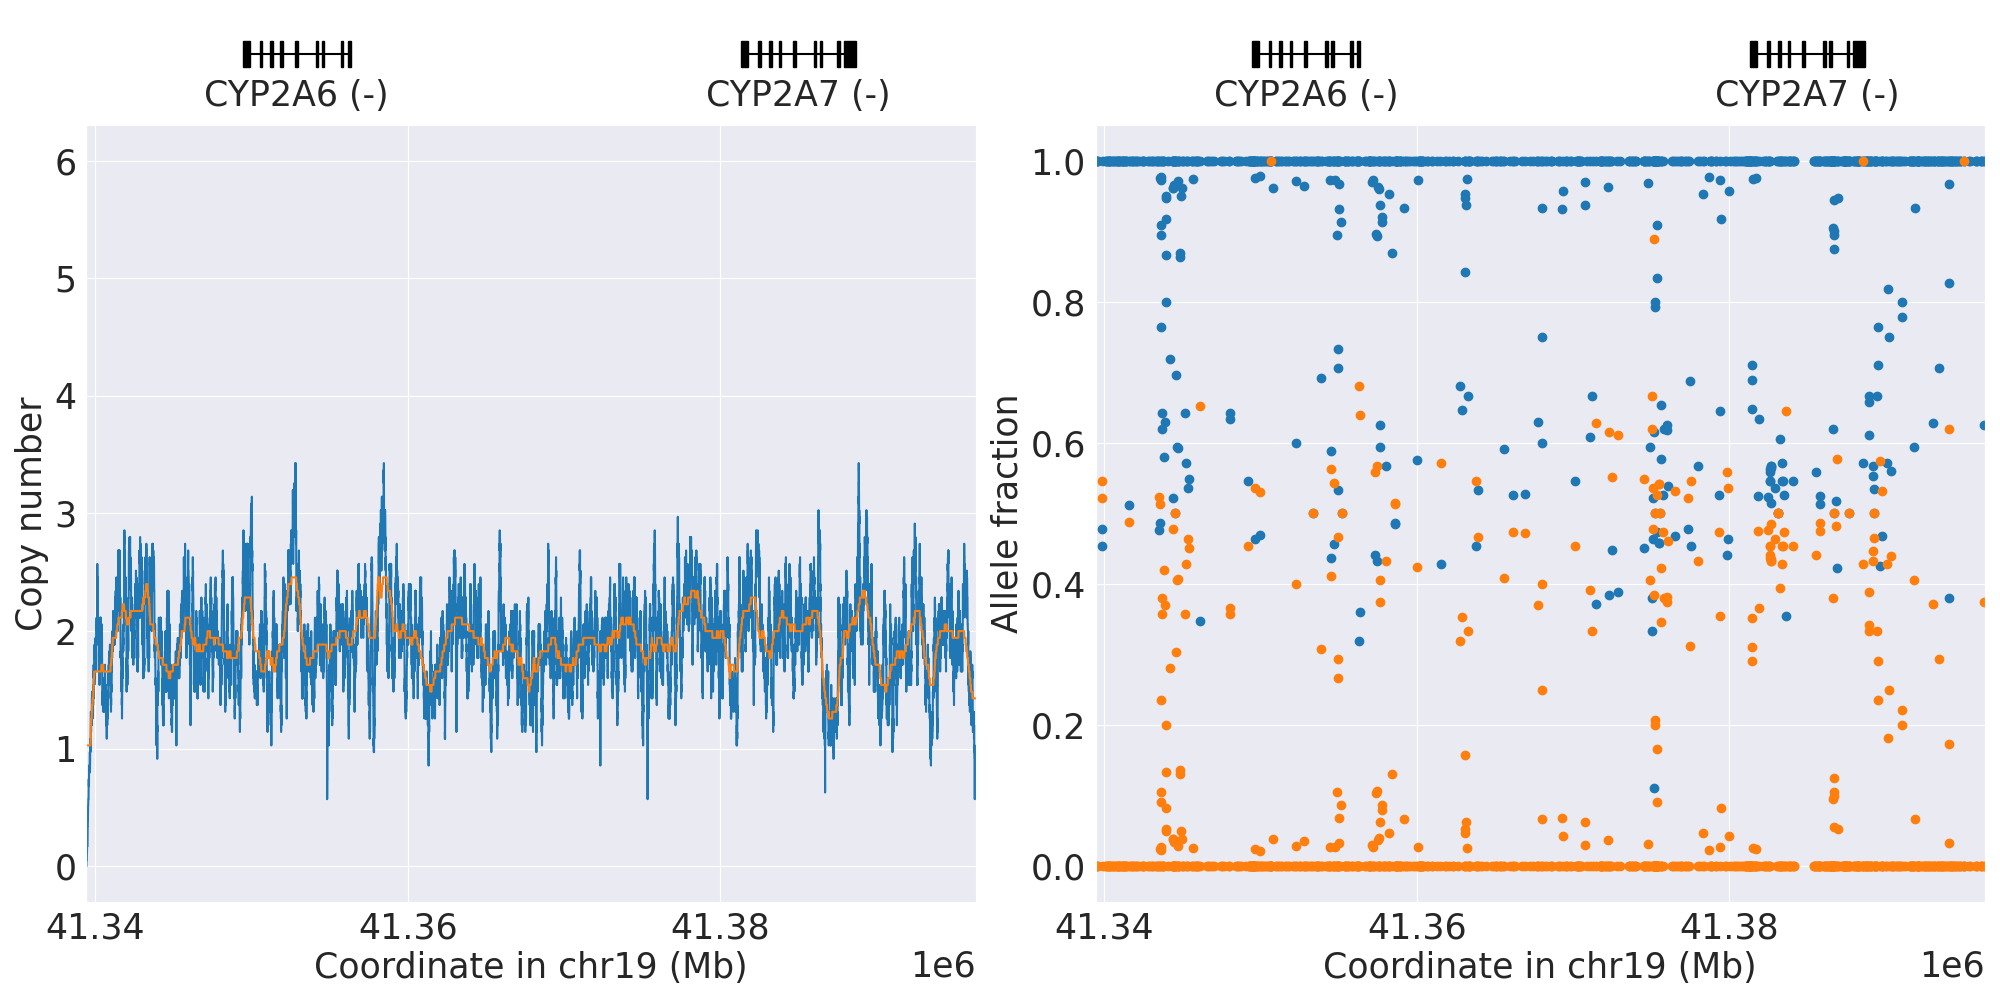 CYP2A6 (-)
CYP2A7 (-)
CYP2A6 (-)
CYP2A7 (-)
6
5
4
3
2
1
0
Copy number
41.34
41.36
41.38
Coordinate in chr19 (Mb)
1e6
1.0
0.8
0.6
0.4
0.2
0.0
Allele fraction
41.34
41.36
41.38
Coordinate in chr19 (Mb)
1e6